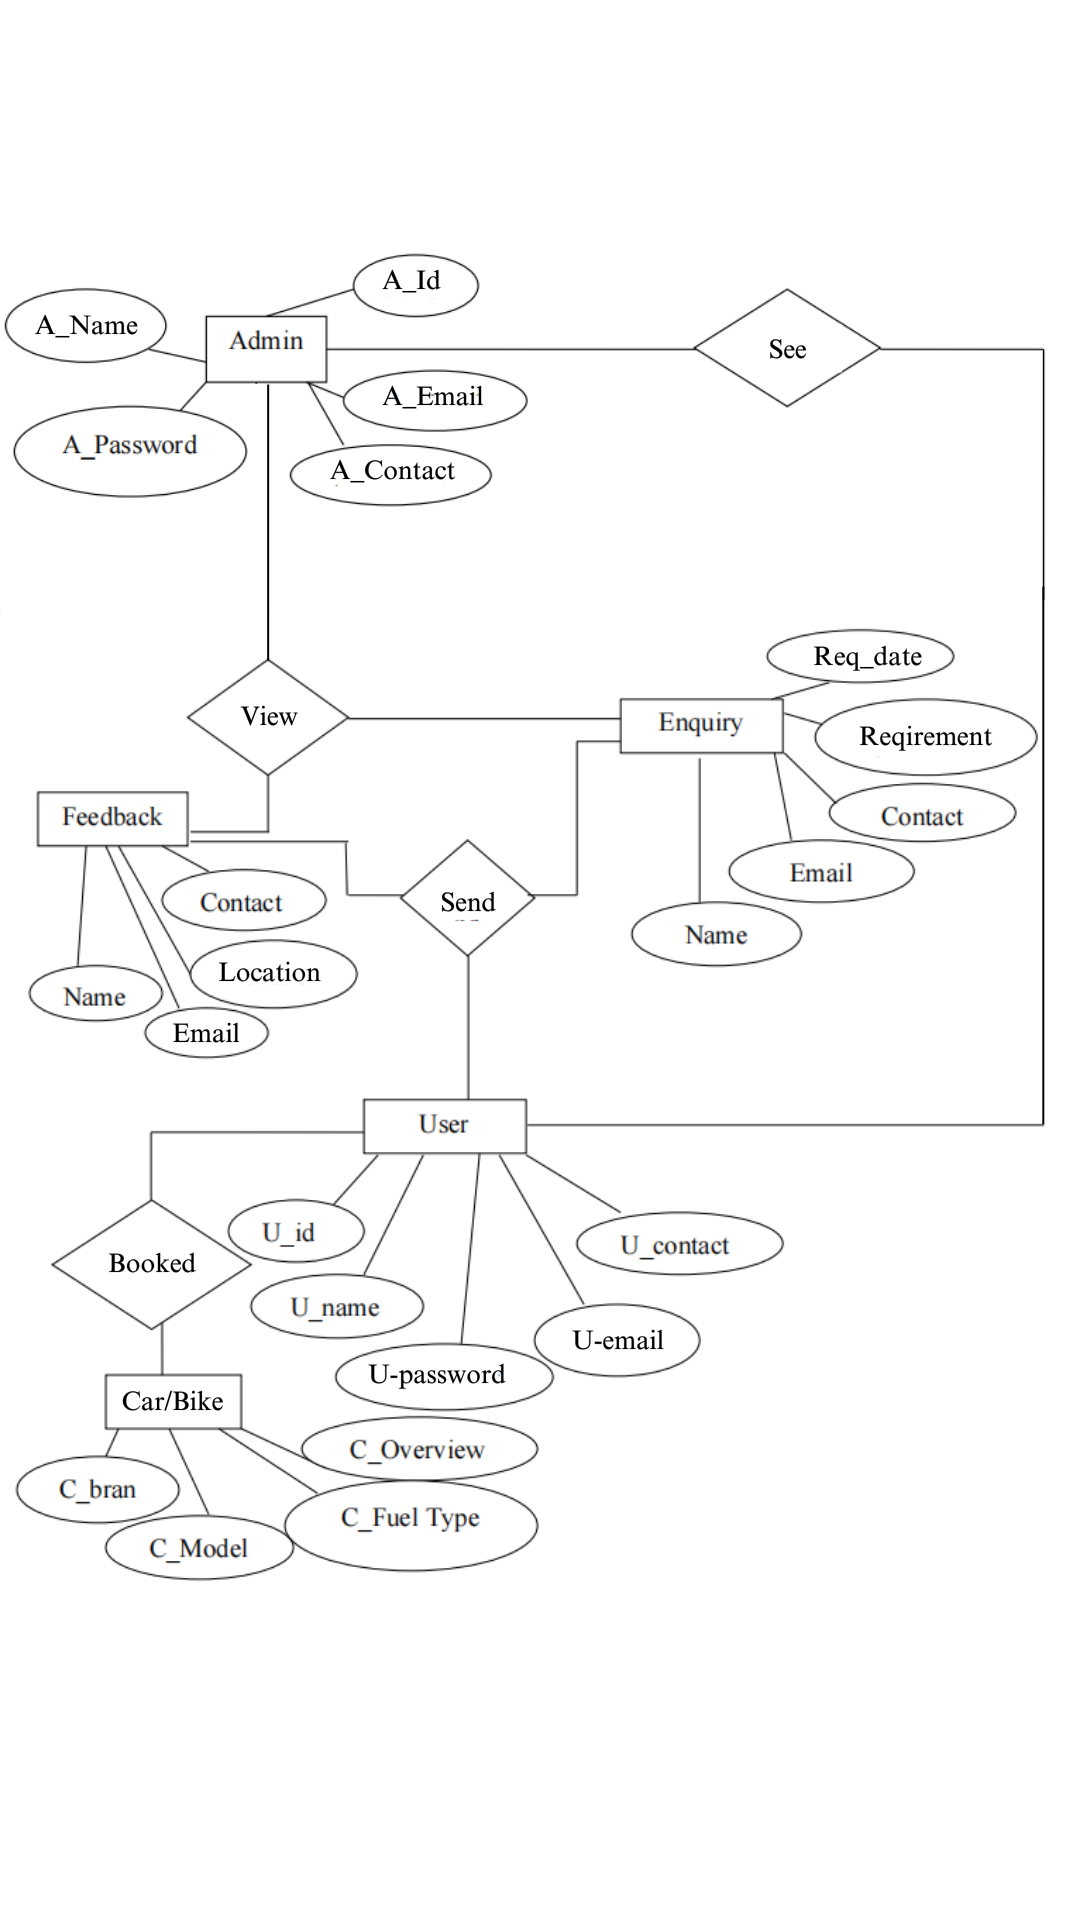 A_Id
A_Name
Admin
See
A_Email
A_Password
A_Contact
Req_date
View
Enquiry
Reqirement
Feedback
Contact
Email
Contact
Send
Name
Location
Name
Email
User
U_id
U_contact
Booked
U_name
U-email
U-password
Car/Bike
C_Overview
C_bran
C_Fuel Type
C_Model